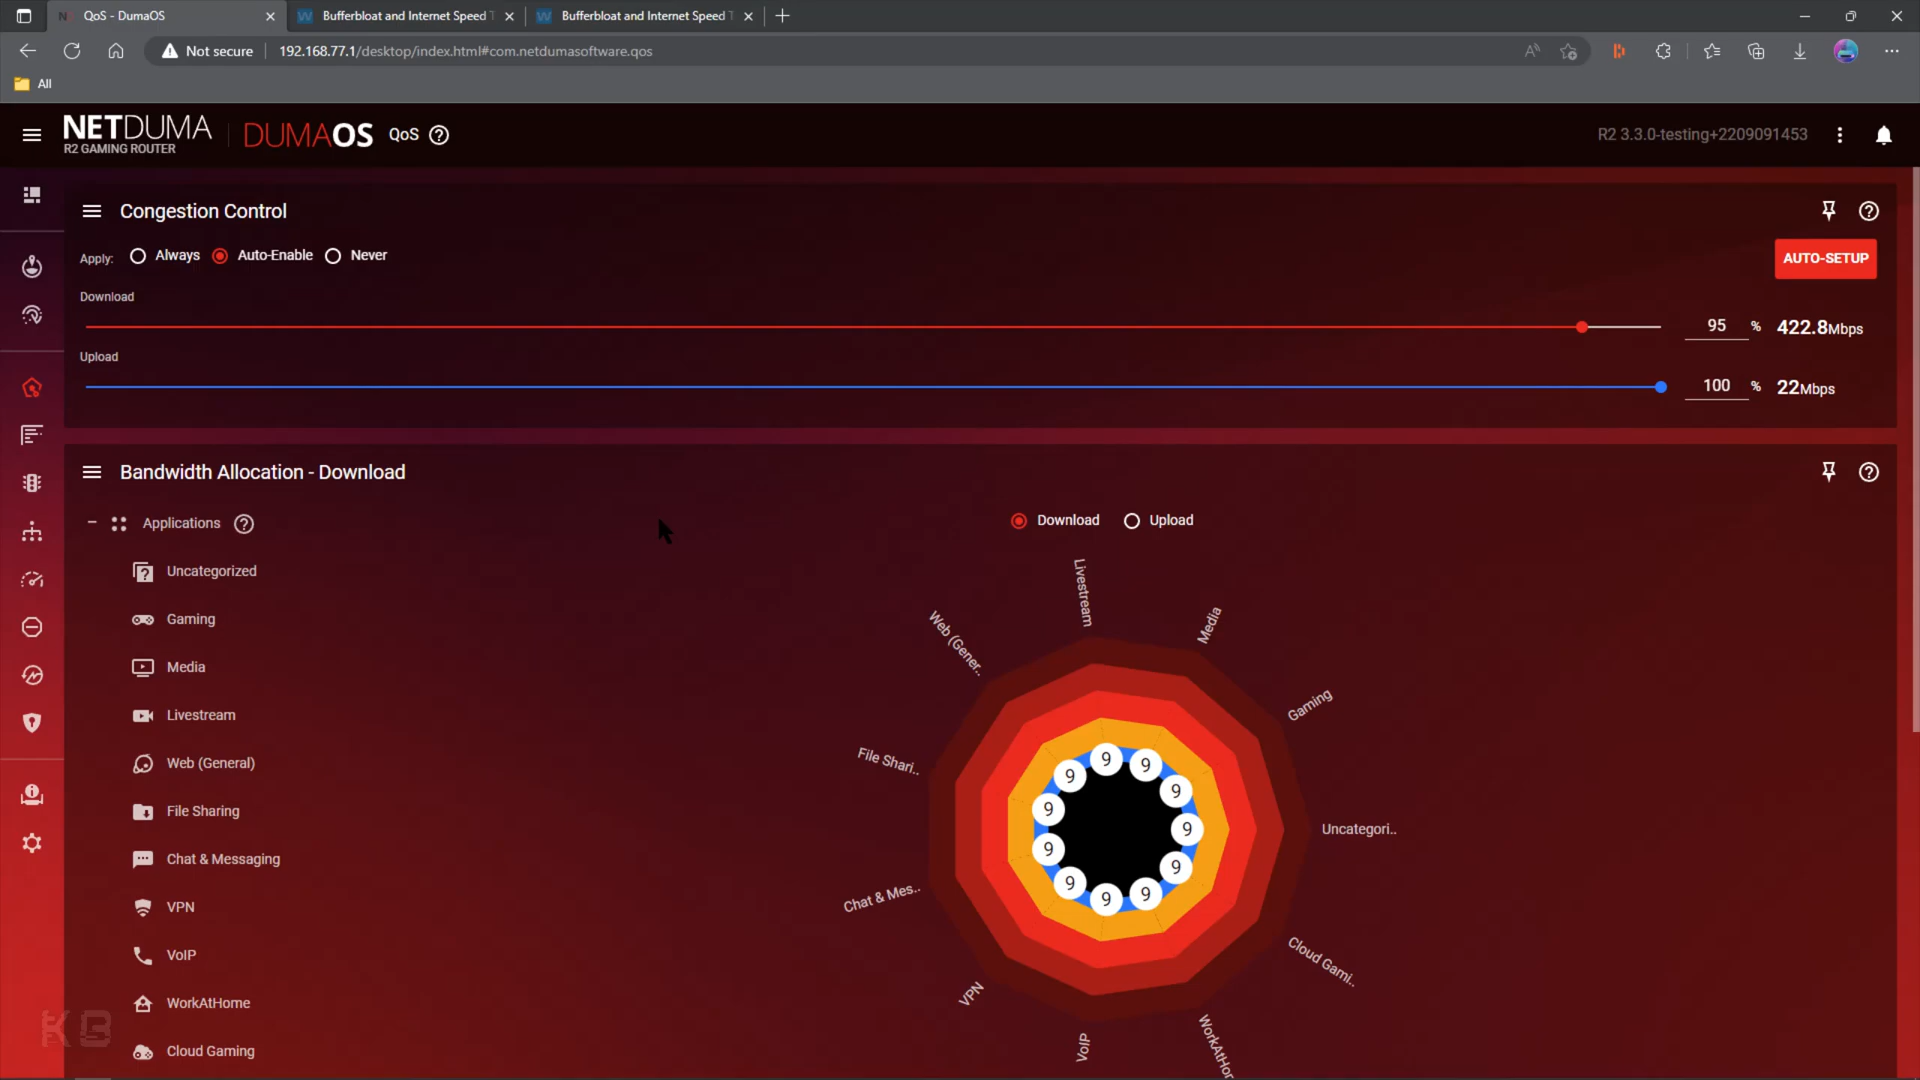 QoS - DumaOS
Bufferbloat and Internet Speed T
Bufferbloat and Internet Speed T
Not secure
192.168.77.1/desktop/index.html#com.netdumasoftware.qos
All
NETDUMA
R2 GAMING ROUTER
DUMAOS
QoS
R2 3.3.0-testing+2209091453
Congestion Control
Apply: Always Auto-Enable Never
AUTO-SETUP
Download
95 % 422.8Mbps
Upload
100 % 22Mbps
Bandwidth Allocation - Download
Applications
Download Upload
Uncategorized
Gaming
Media
Livestream
Web (General)
File Sharing
Chat & Messaging
VPN
VoIP
WorkAtHome
Cloud Gaming
Livestream
Media
Gaming
Uncategori..
Cloud Gami..
WorkAtHor
VoIP
VPN
Chat & Mes..
File Shari..
Web (Gener..
9
9
9
9
9
9
9
9
9
9
9
KB